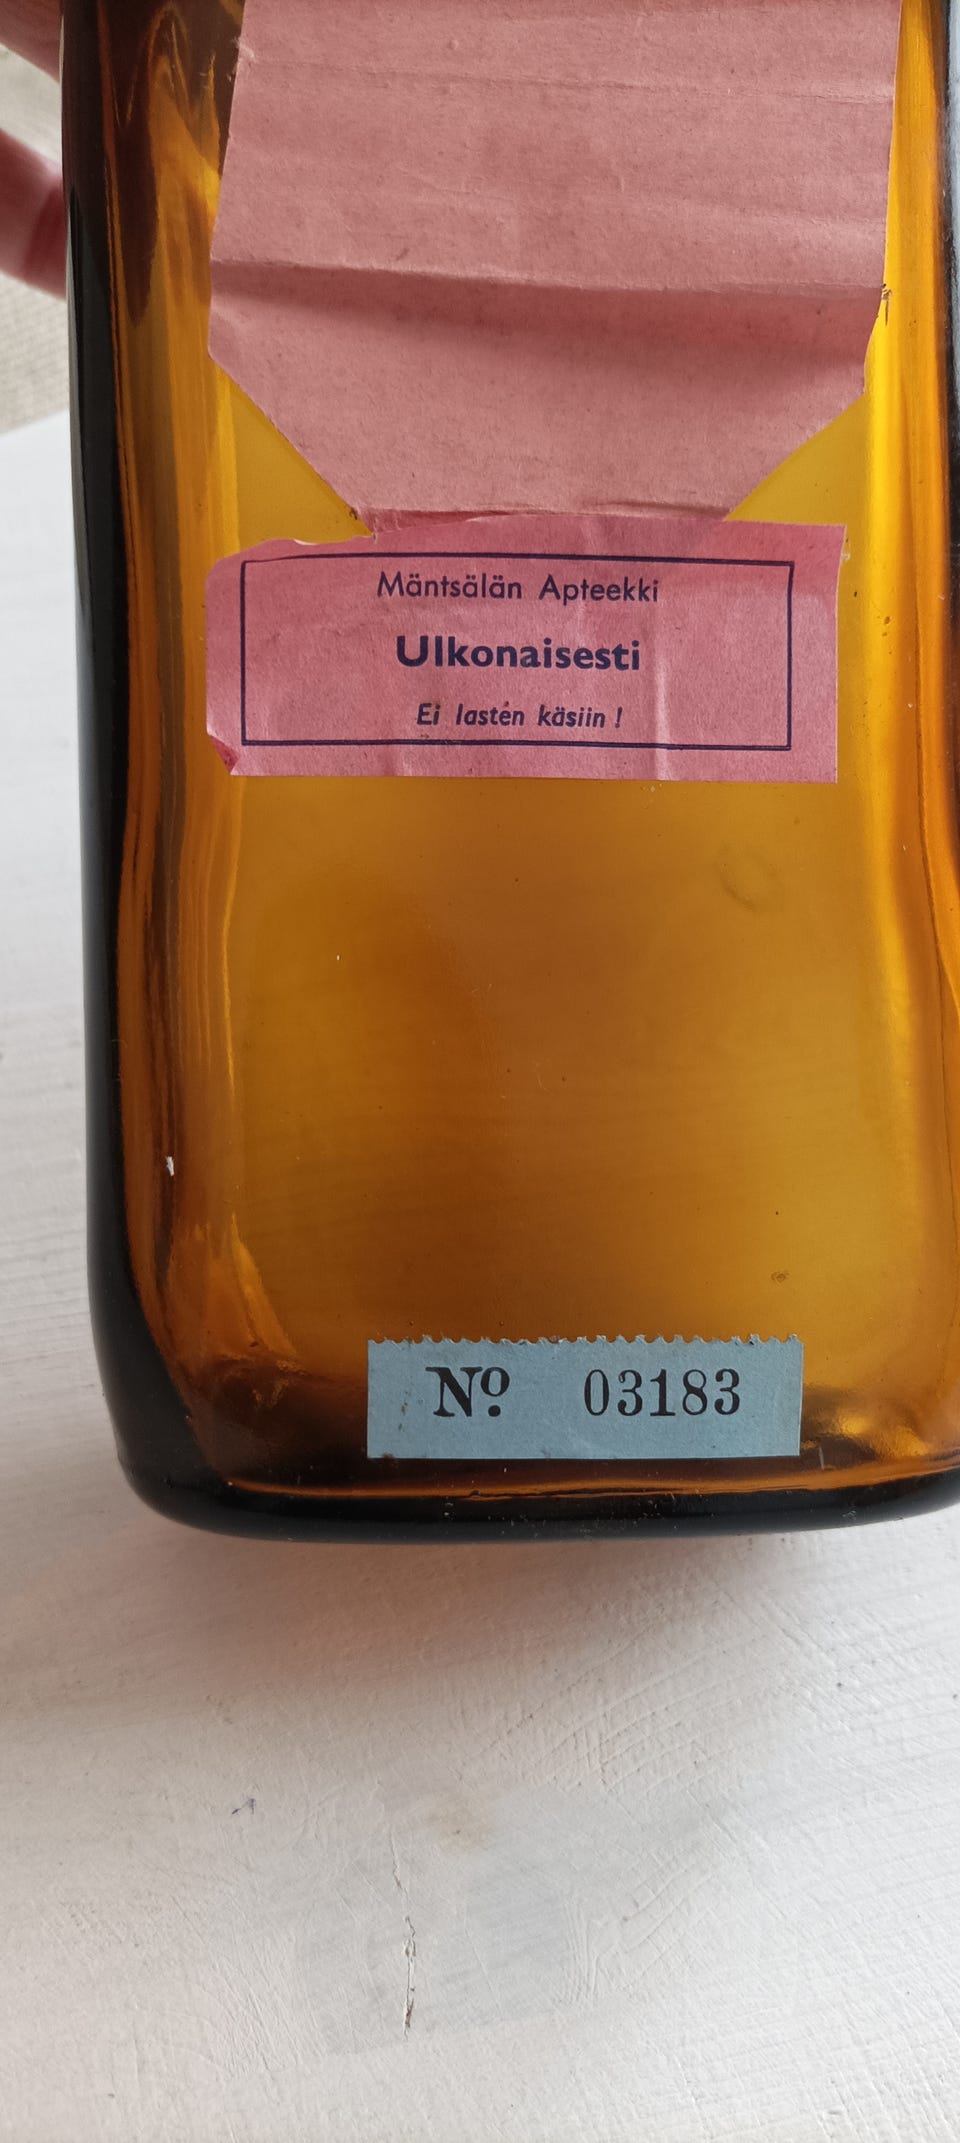 Mäntsälän Apteekki
Ulkonaisesti
Ei lasten käsiin !
Nº 03183